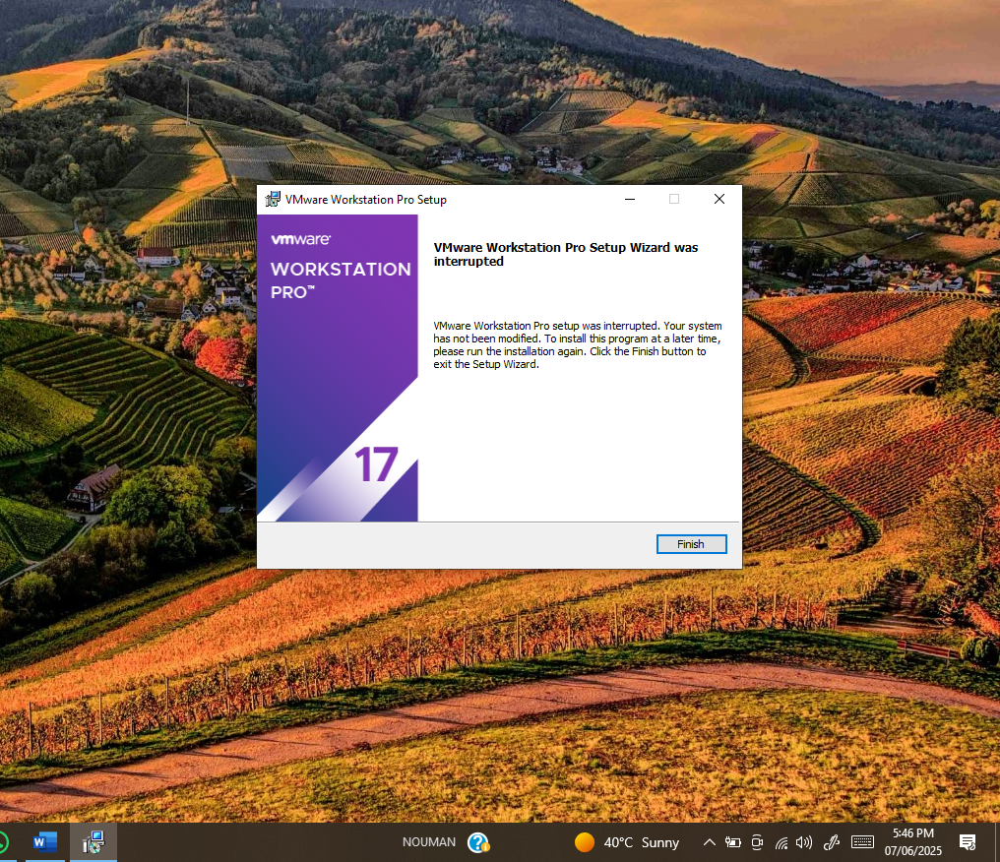 VMware Workstation Pro Setup
vmware
WORKSTATION
PRO™
17
VMware Workstation Pro Setup Wizard was
interrupted
VMware Workstation Pro setup was interrupted. Your system
has not been modified. To install this program at a later time,
please run the installation again. Click the Finish button to
exit the Setup Wizard.
Finish
W
NOUMAN
?
40°C Sunny
5:46 PM
07/06/2025